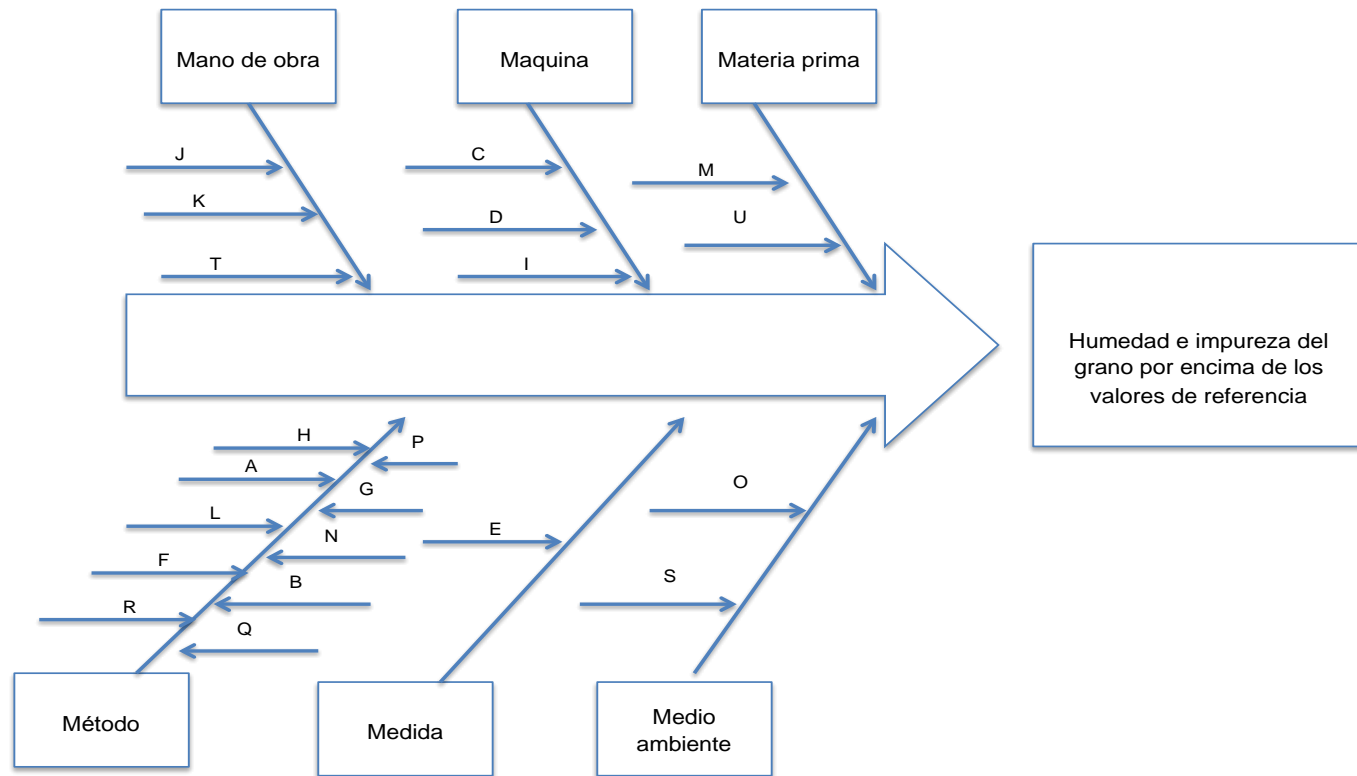 Mano de obra
Maquina
Materia prima
J
C
M
K
D
U
T
I
Humedad e impureza del
grano por encima de los
valores de referencia
H
P
A
G
O
L
E
N
F
S
B
R
Q
Método
Medida
Medio
ambiente